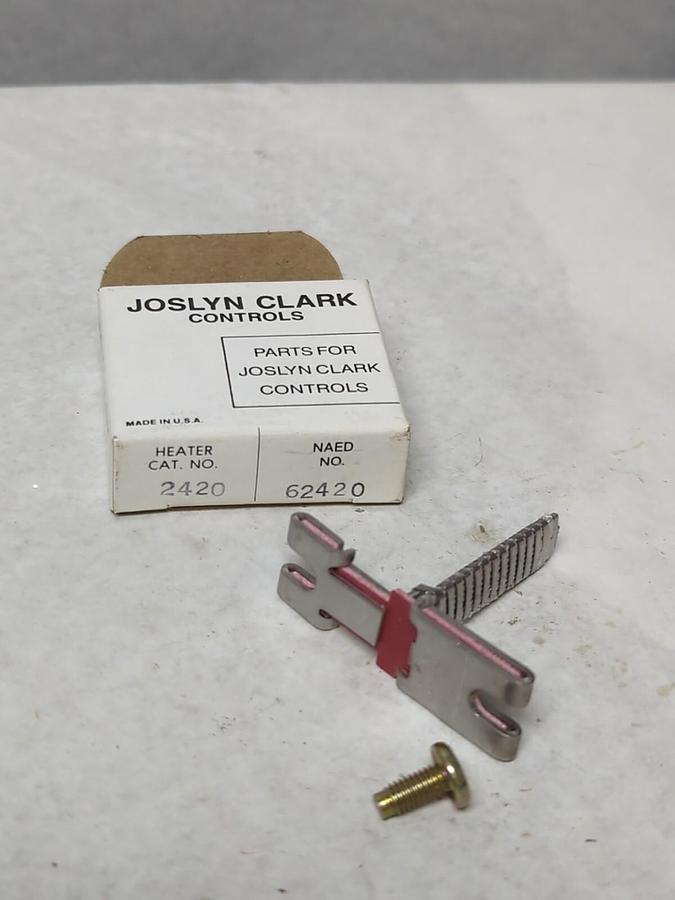 JOSLYN CLARK
CONTROLS
PARTS FOR
JOSLYN CLARK
CONTROLS
MADE IN U.S.A.
HEATER
CAT. NO.
2420
NAED
NO.
62420